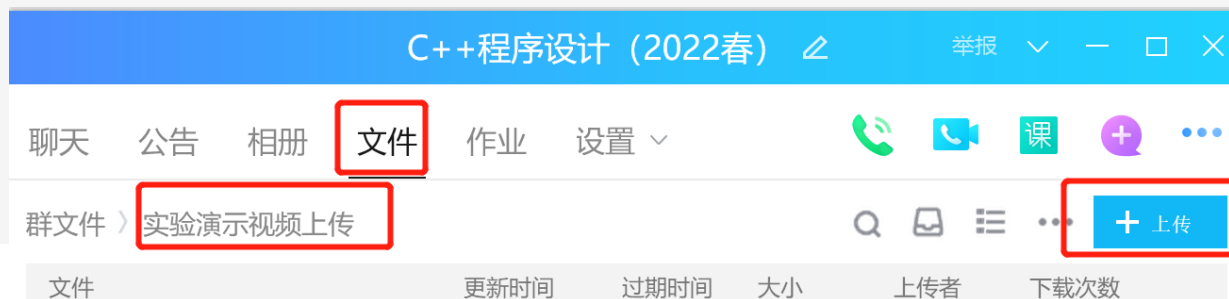 C++程序设计（2022春） 举报
聊天 公告 相册 文件 作业 设置 课
群文件 实验演示视频上传 上传
文件 更新时间 过期时间 大小 上传者 下载次数